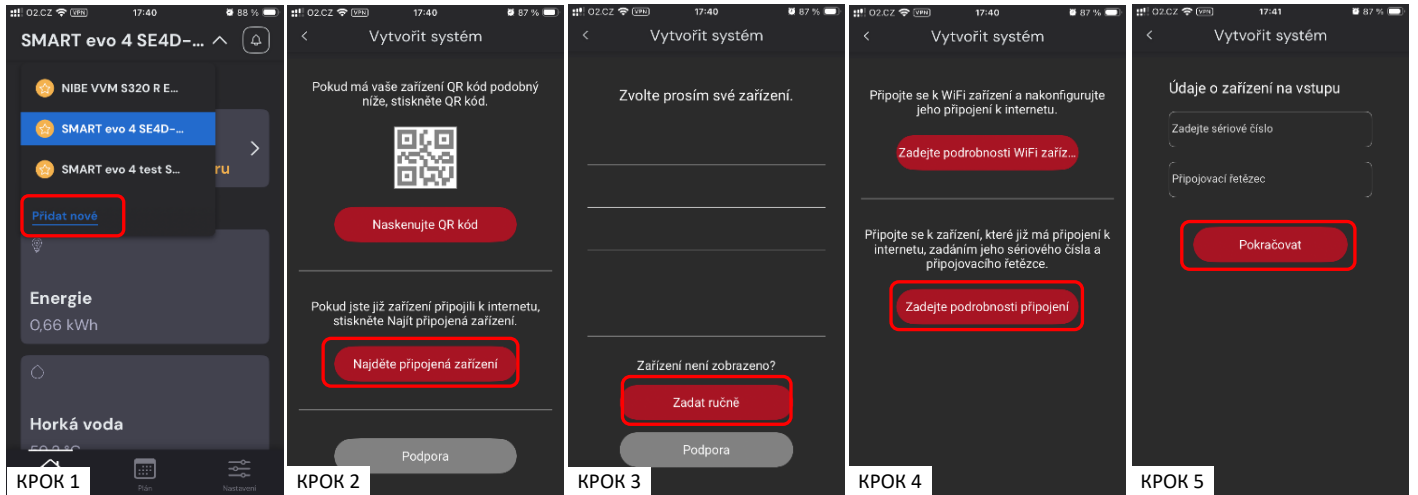 O2.CZ VPN 17:40 88 %
SMART evo 4 SE4D-...
NIBE VVM S320 R E...
SMART evo 4 SE4D-...
SMART evo 4 test S...
ru
Přidat nové
Energie
0,66 kWh
Horká voda
Plán
Nastavení
КРОК 1
O2.CZ VPN 17:40 87 %
Vytvořit systém
Pokud má vaše zařízení QR kód podobný
níže, stiskněte QR kód.
Naskenujte QR kód
Pokud jste již zařízení připojili k internetu,
stiskněte Najít připojená zařízení.
Najděte připojená zařízení
Podpora
КРОК 2
O2.CZ VPN 17:40 87 %
Vytvořit systém
Zvolte prosím své zařízení.
Zařízení není zobrazeno?
Zadat ručně
Podpora
КРОК 3
O2.CZ VPN 17:40 87 %
Vytvořit systém
Připojte se k WiFi zařízení a nakonfigurujte
jeho připojení k internetu.
Zadejte podrobnosti WiFi zaříz...
Připojte se k zařízení, které již má připojení k
internetu, zadáním jeho sériového čísla a
připojovacího řetězce.
Zadejte podrobnosti připojení
КРОК 4
O2.CZ VPN 17:41 87 %
Vytvořit systém
Údaje o zařízení na vstupu
Zadejte sériové číslo
Připojovací řetězec
Pokračovat
КРОК 5